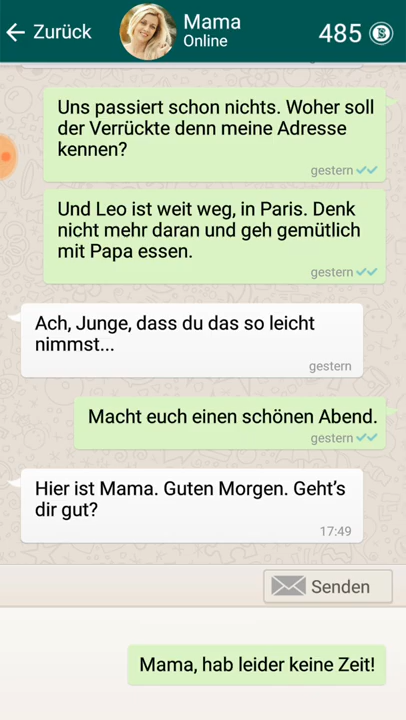 Zurück
Mama
Online
485
Uns passiert schon nichts. Woher soll
der Verrückte denn meine Adresse
kennen?
gestern
Und Leo ist weit weg, in Paris. Denk
nicht mehr daran und geh gemütlich
mit Papa essen.
gestern
Ach, Junge, dass du das so leicht
nimmst...
gestern
Macht euch einen schönen Abend.
gestern
Hier ist Mama. Guten Morgen. Geht’s
dir gut?
17:49
Senden
Mama, hab leider keine Zeit!